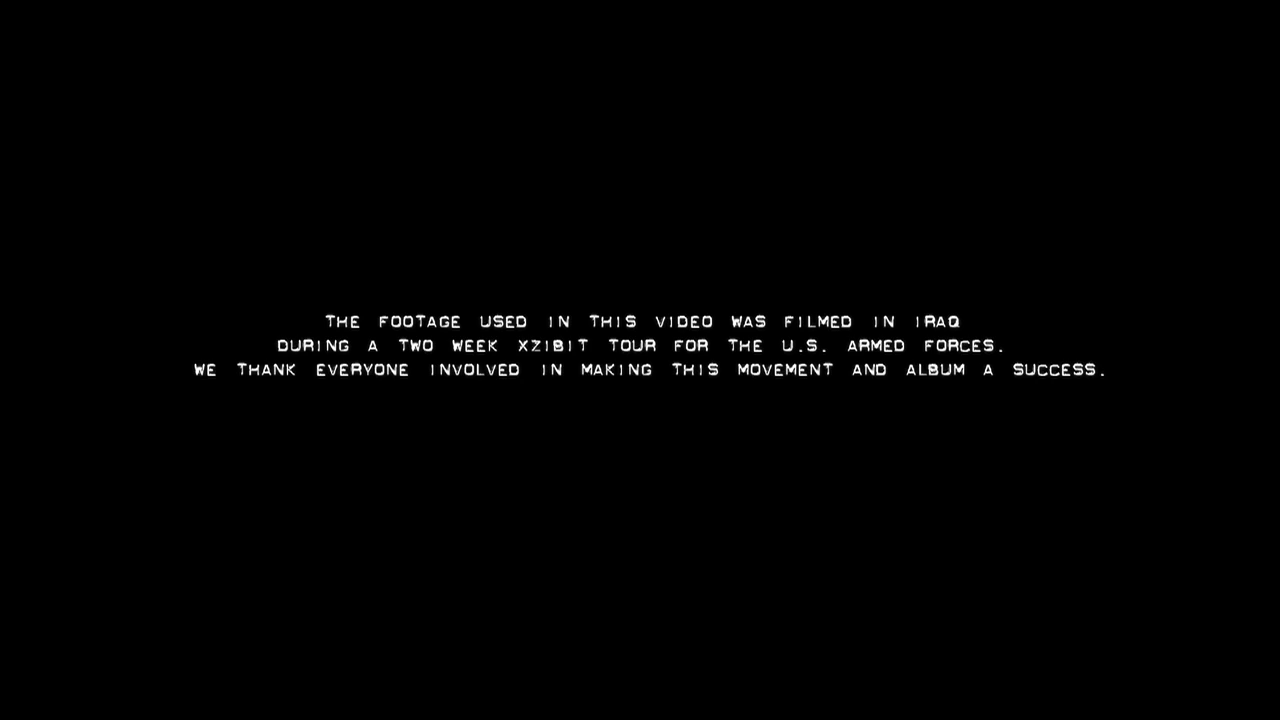 THE FOOTAGE USED IN THIS VIDEO WAS FILMED IN IRAQ
DURING A TWO WEEK XZIBIT TOUR FOR THE U.S. ARMED FORCES.
WE THANK EVERYONE INVOLVED IN MAKING THIS MOVEMENT AND ALBUM A SUCCESS.